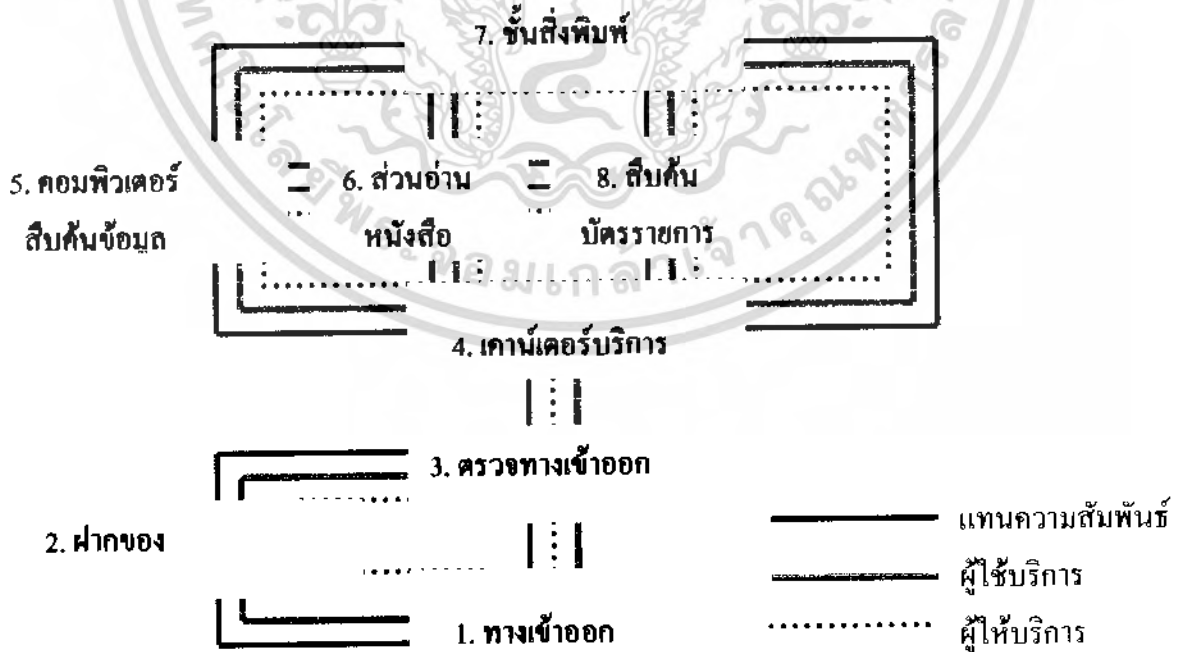 7. ชั้นสิ่งพิมพ์
5. คอมพิวเตอร์
สืบค้นข้อมูล
6. ส่วนอ่าน
หนังสือ
8. สืบค้น
บัตรรายการ
4. เคาน์เตอร์บริการ
3. ตรวจทางเข้าออก
2. ฝากของ
1. ทางเข้าออก
แทนความสัมพันธ์
ผู้ใช้บริการ
ผู้ให้บริการ